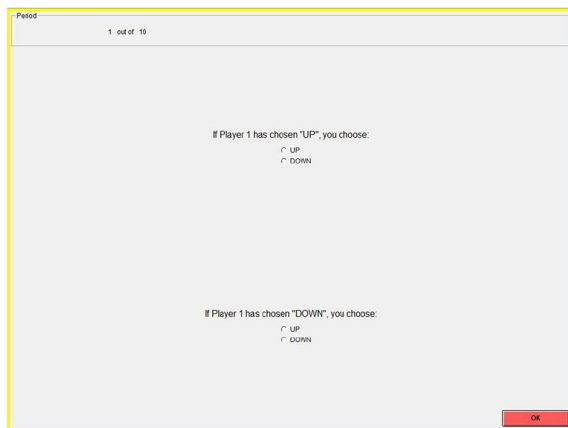 Period
1 out of 10
If Player 1 has chosen "UP", you choose:
UP
DOWN
If Player 1 has chosen "DOWN", you choose:
UP
DOWN
OK